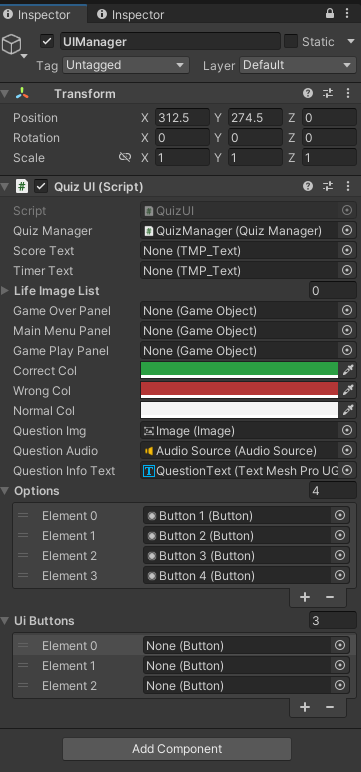 Inspector Inspector
UIManager Static
Tag Untagged Layer Default
Transform
Position X 312.5 Y 274.5 Z 0
Rotation X 0 Y 0 Z 0
Scale X 1 Y 1 Z 1
# Quiz UI (Script)
Script # QuizUI
Quiz Manager # QuizManager (Quiz Manager)
Score Text None (TMP_Text)
Timer Text None (TMP_Text)
Life Image List 0
Game Over Panel None (Game Object)
Main Menu Panel None (Game Object)
Game Play Panel None (Game Object)
Correct Col
Wrong Col
Normal Col
Question Img Image (Image)
Question Audio Audio Source (Audio Source)
Question Info Text QuestionText (Text Mesh Pro UG
Options 4
Element 0 Button 1 (Button)
Element 1 Button 2 (Button)
Element 2 Button 3 (Button)
Element 3 Button 4 (Button)
+ −
Ui Buttons 3
Element 0 None (Button)
Element 1 None (Button)
Element 2 None (Button)
+ −
Add Component